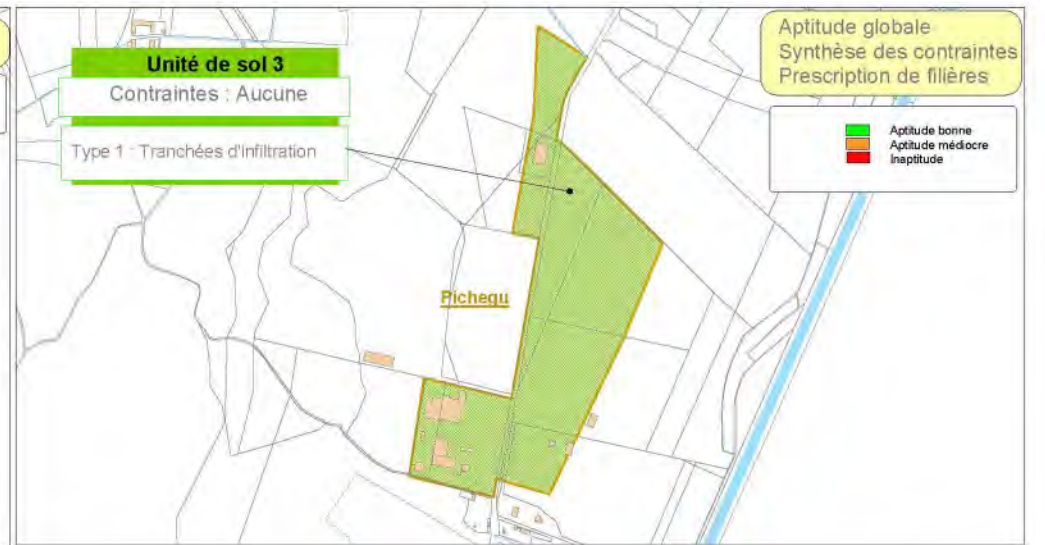 Unité de sol 3
Contraintes : Aucune
Type 1 : Tranchées d'infiltration
Pichegu
Aptitude globale
Synthèse des contraintes
Prescription de filières
Aptitude bonne
Aptitude médiocre
Inaptitude